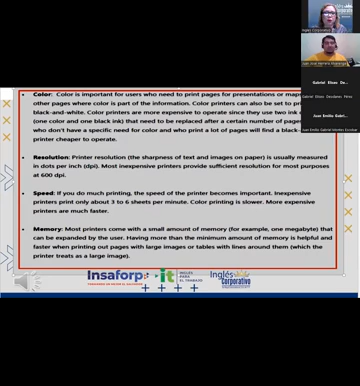 Inglés Corporativo
Gabriel Eliseo De...
Gabriel Eliseo
Juan Emilio Gabri...
Juan Emilio Gabriel
• Color: Color is important for users who need to print pages for presentations or maps
other pages where color is part of the information. Color printers can also be set to pri
black-and-white. Color printers are more expensive to operate since they use two ink
(one color and one black ink) that need to be replaced after a certain number of pages
who don't have a specific need for color and who print a lot of pages will find a black-
printer cheaper to operate.
• Resolution: Printer resolution (the sharpness of text and images on paper) is usually measured
in dots per inch (dpi). Most inexpensive printers provide sufficient resolution for most purposes
at 600 dpi.
• Speed: If you do much printing, the speed of the printer becomes important. Inexpensive
printers print only about 3 to 6 sheets per minute. Color printing is slower. More expensive
printers are much faster.
• Memory: Most printers come with a small amount of memory (for example, one megabyte) that
can be expanded by the user. Having more than the minimum amount of memory is helpful and
faster when printing out pages with large images or tables with lines around them (which the
printer treats as a large image).
Insaforp
it
INGLÉS
PARA
EL TRABAJO
Inglés
corporativo